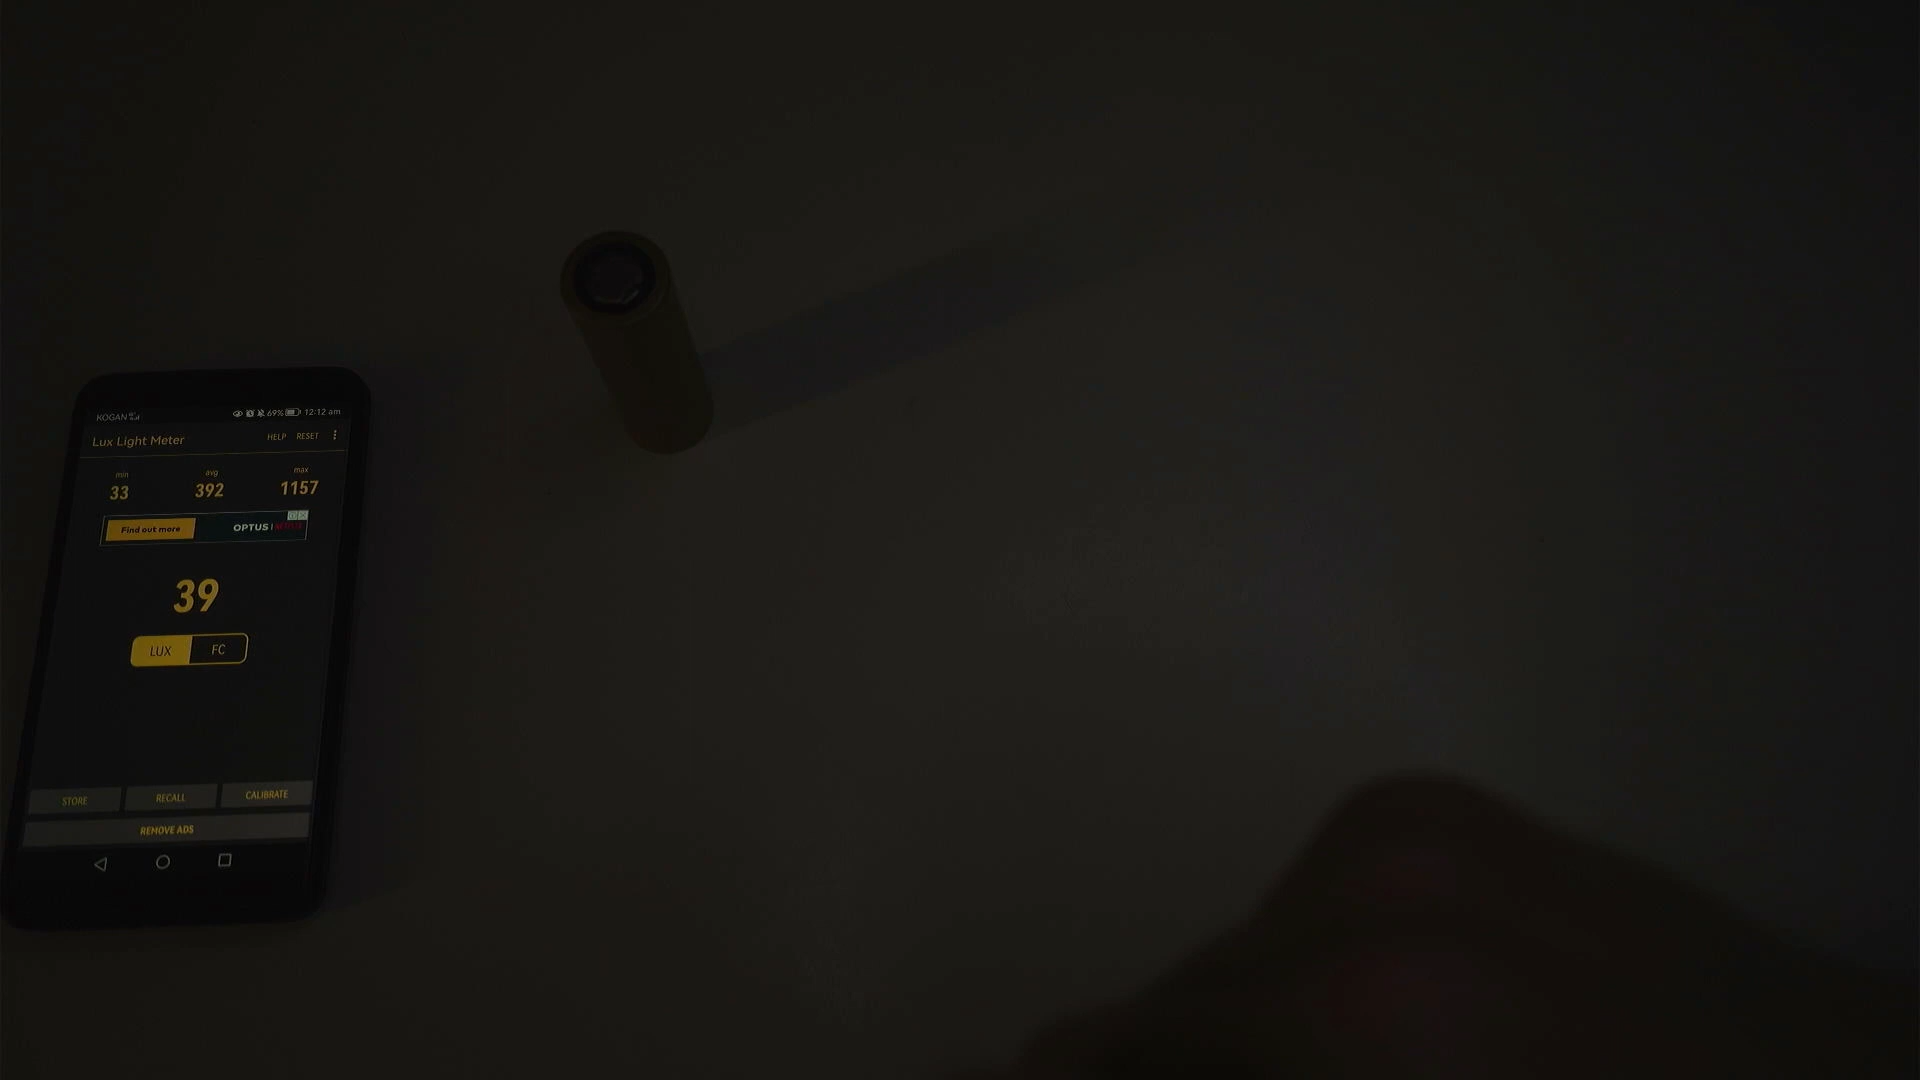 KOGAN 69% 12:12 am
Lux Light Meter HELP RESET
min avg max
33 392 1157
Find out more OPTUS | NETFLIX
39
LUX FC
STORE RECALL CALIBRATE
REMOVE ADS